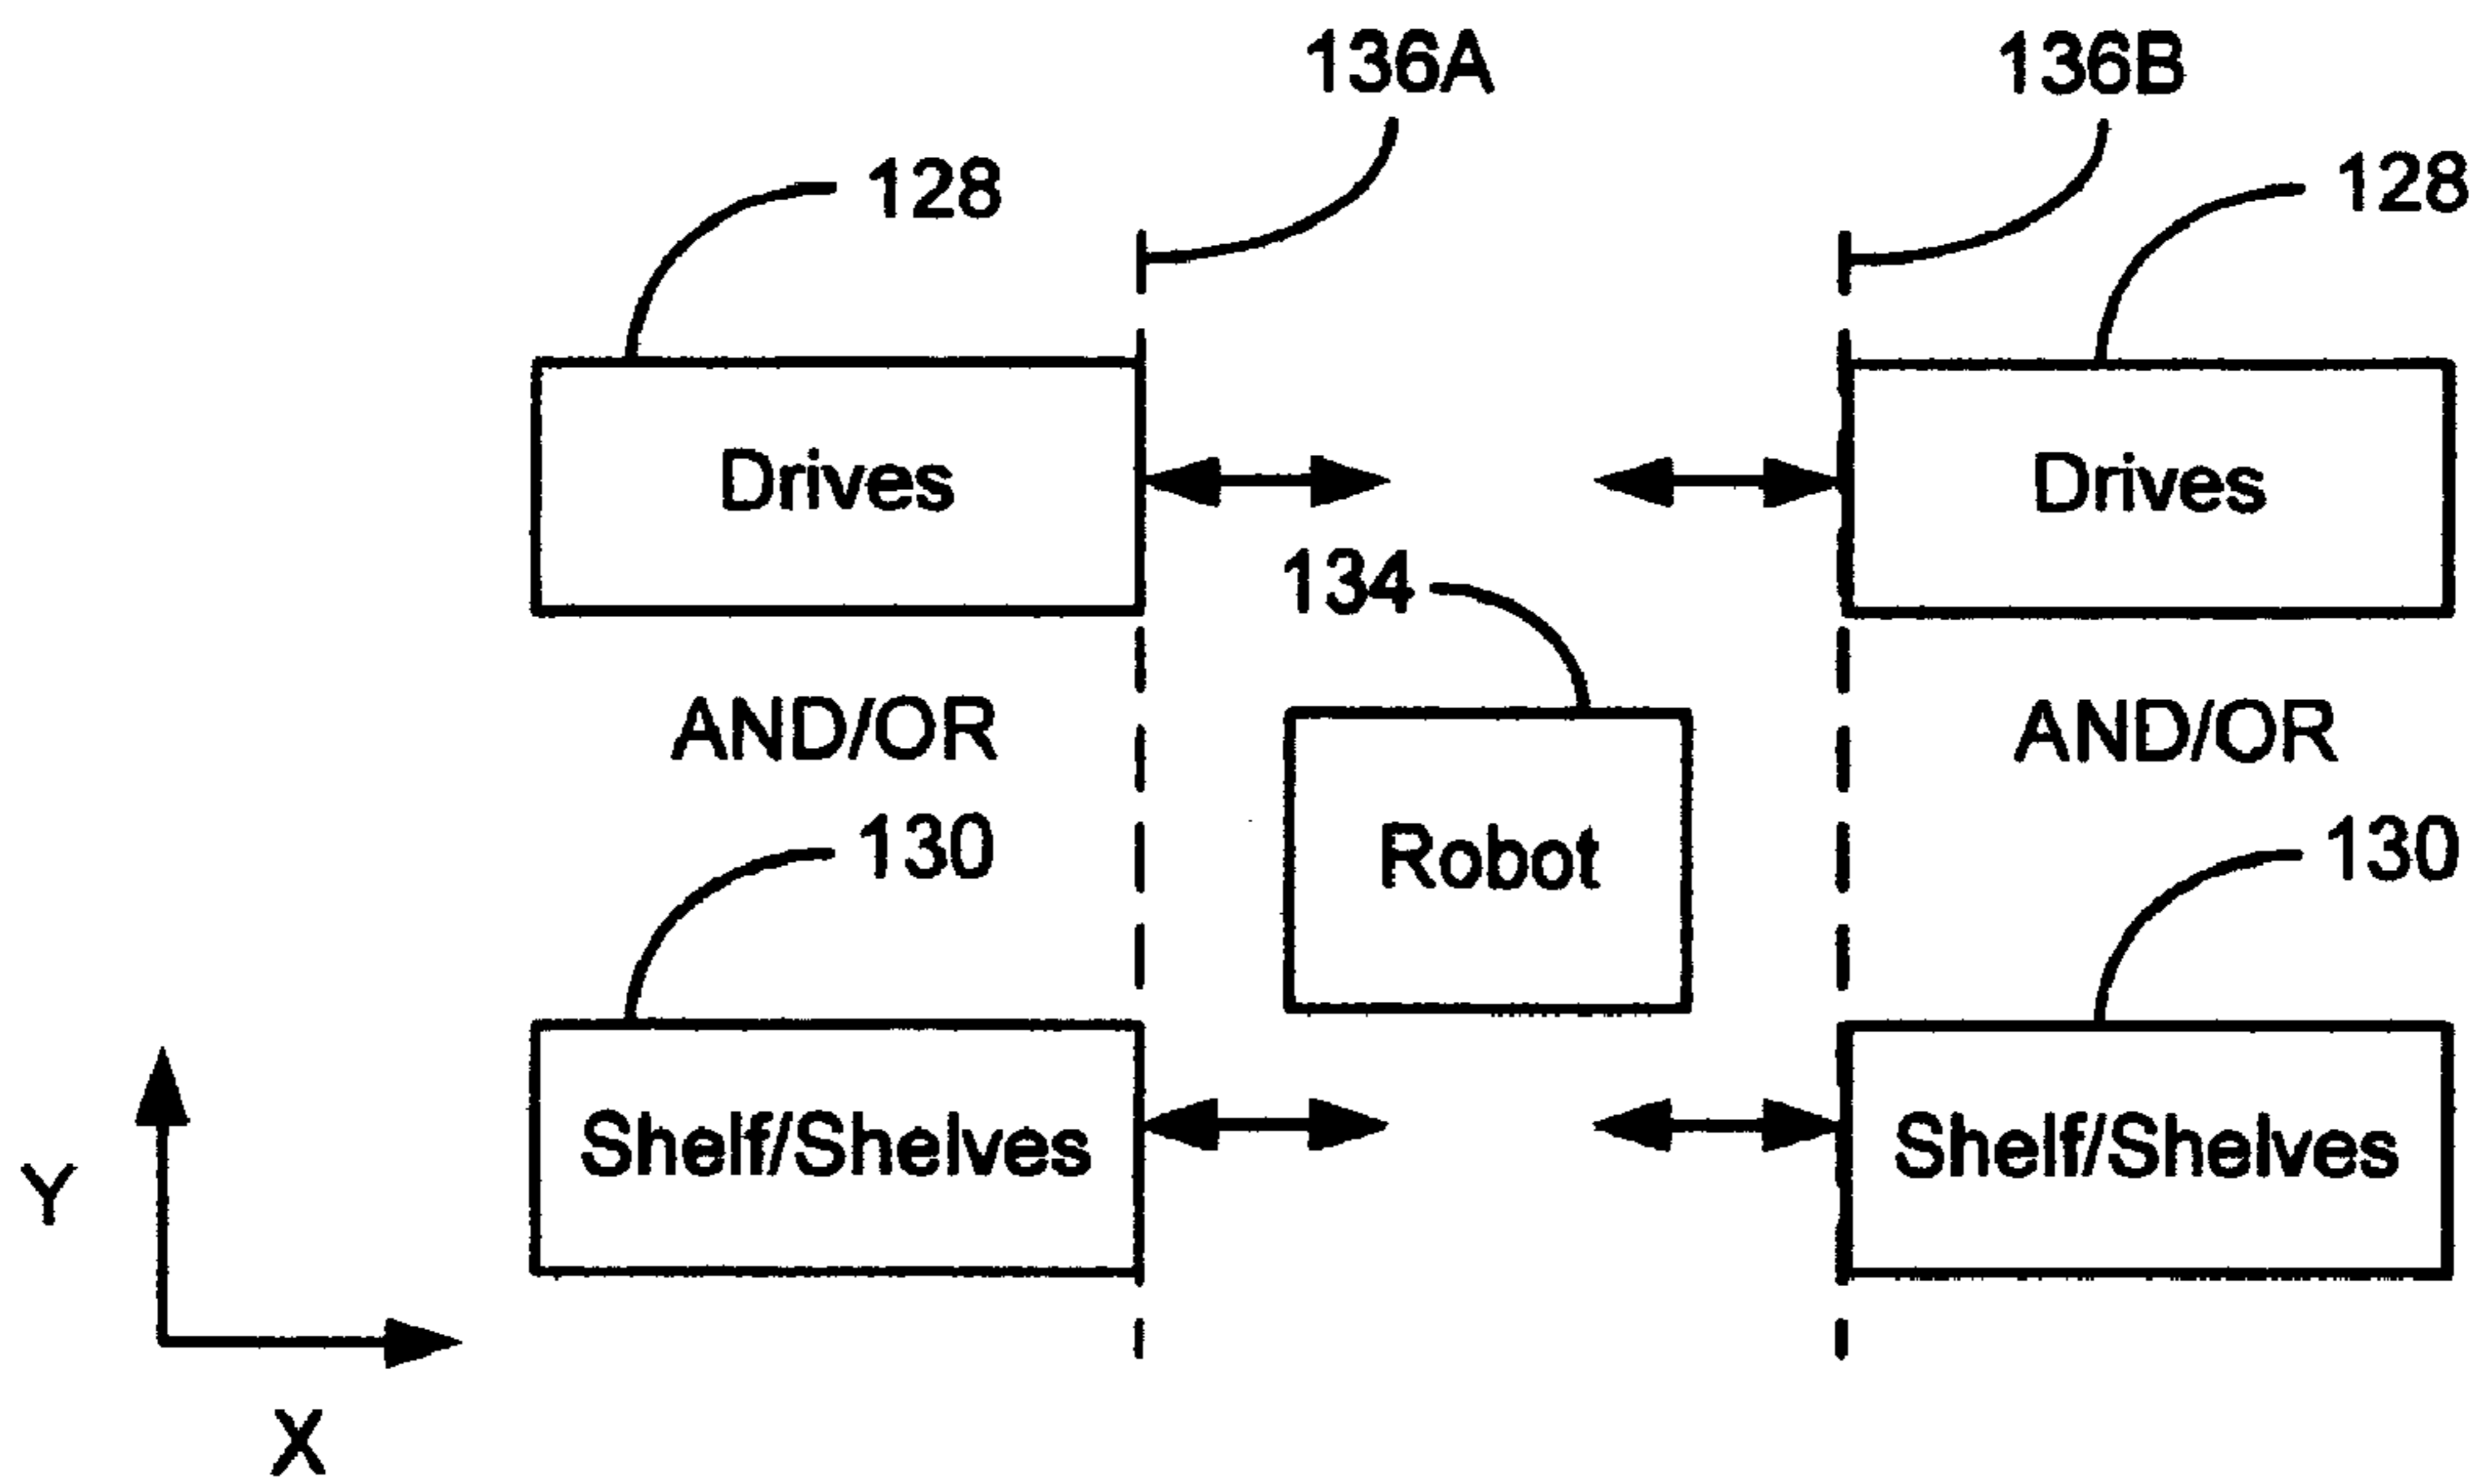 136A
136B
128
128
Drives
Drives
134
AND/OR
AND/OR
130
Robot
130
Shelf/Shelves
Shelf/Shelves
Y
X